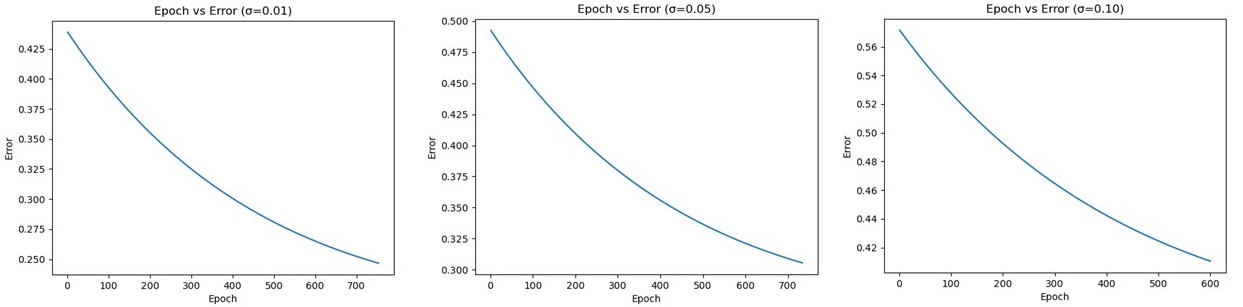 Epoch vs Error (σ=0.01)
0.425
0.400
0.375
0.350
0.325
0.300
0.275
0.250
Error
0 100 200 300 400 500 600 700
Epoch
Epoch vs Error (σ=0.05)
0.500
0.475
0.450
0.425
0.400
0.375
0.350
0.325
0.300
Error
0 100 200 300 400 500 600 700
Epoch
Epoch vs Error (σ=0.10)
0.56
0.54
0.52
0.50
0.48
0.46
0.44
0.42
Error
0 100 200 300 400 500 600
Epoch